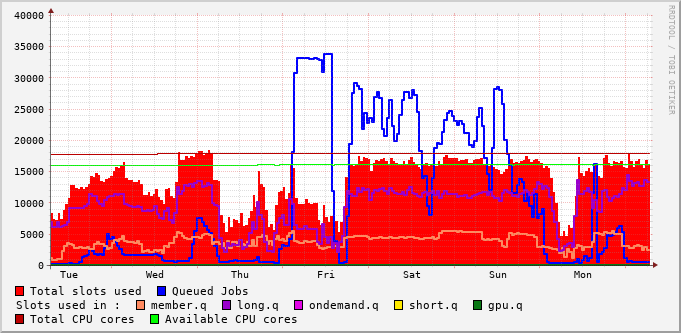 40000
35000
30000
25000
20000
15000
10000
5000
0
Tue Wed Thu Fri Sat Sun Mon
RRDTOOL / TOBI OETIKER
Total slots used Queued Jobs
Slots used in : member.q long.q ondemand.q short.q gpu.q
Total CPU cores Available CPU cores